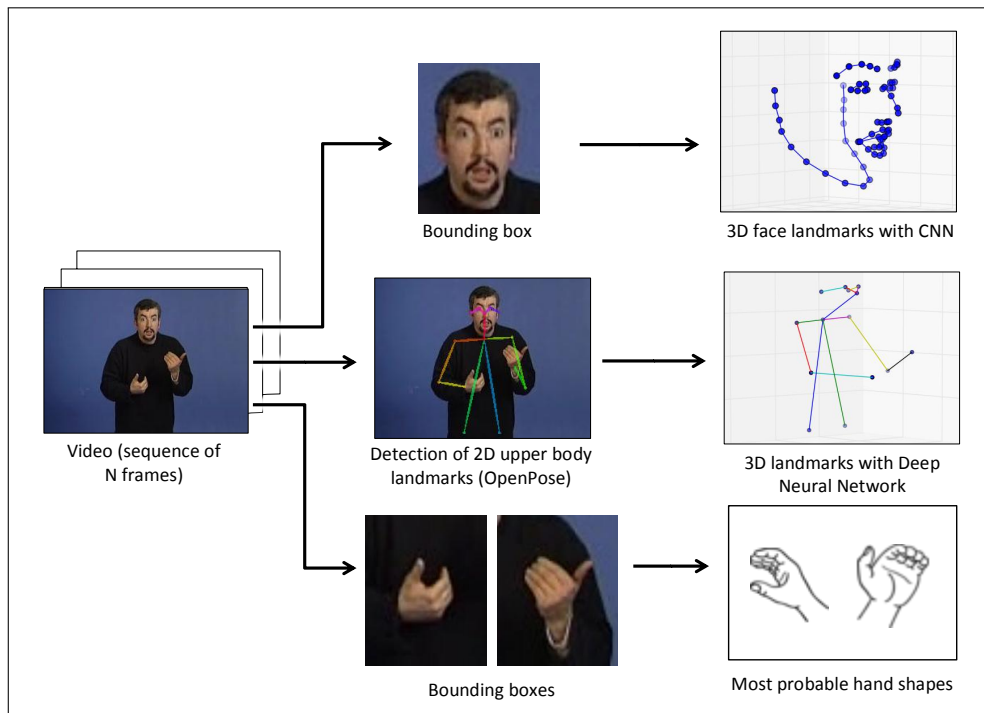 Bounding box
3D face landmarks with CNN
Video (sequence of
N frames)
Detection of 2D upper body
landmarks (OpenPose)
3D landmarks with Deep
Neural Network
Bounding boxes
Most probable hand shapes